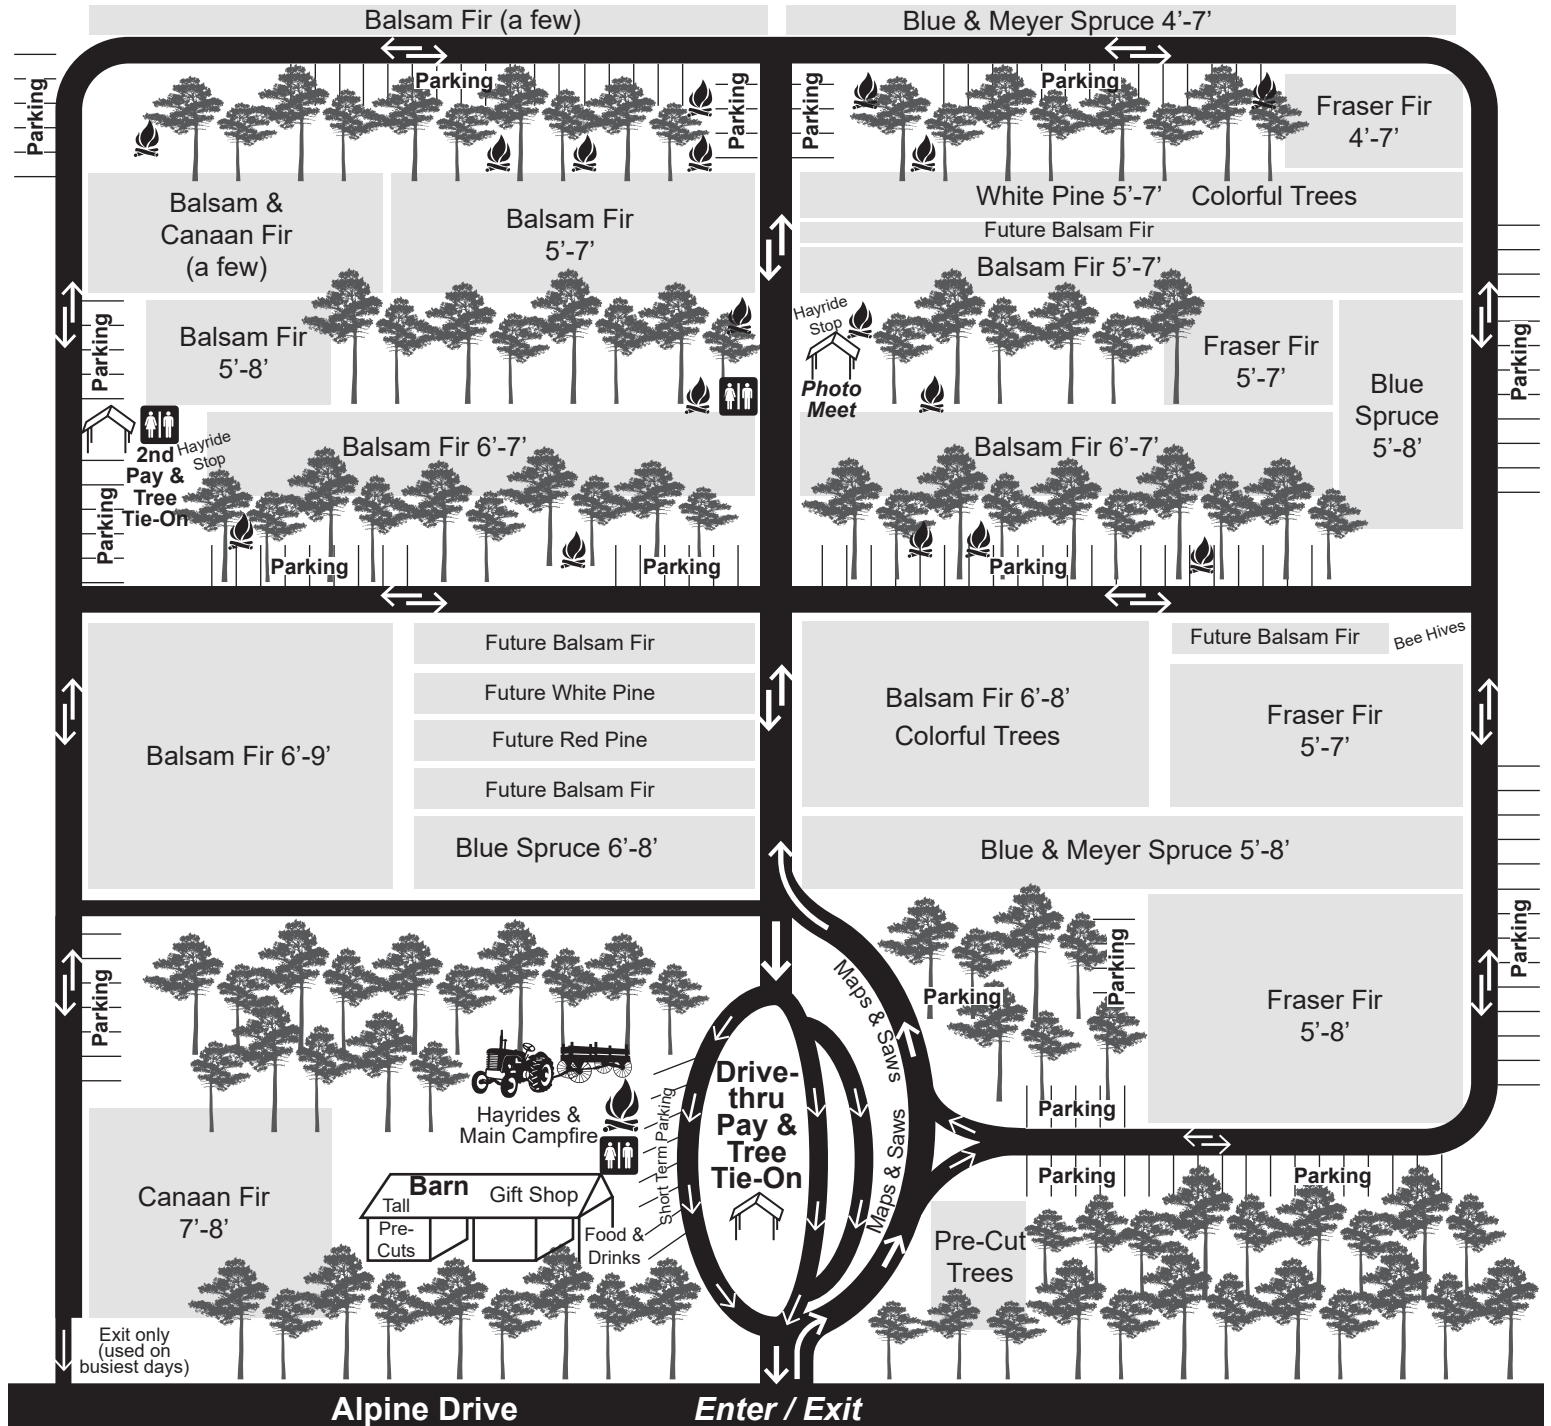 Balsam Fir (a few)
Blue & Meyer Spruce 4'-7'
Parking
Parking
Parking
Parking
Parking
Fraser Fir
4'-7'
Balsam &
Canaan Fir
(a few)
Balsam Fir
5'-7'
White Pine 5'-7' Colorful Trees
Future Balsam Fir
Balsam Fir 5'-7'
Parking
Balsam Fir
5'-8'
Hayride
Stop
Photo
Meet
Fraser Fir
5'-7'
Blue
Spruce
5'-8'
Parking
2nd
Pay &
Tree
Tie-On
Hayride
Stop
Balsam Fir 6'-7'
Balsam Fir 6'-7'
Parking
Parking
Parking
Parking
Balsam Fir 6'-9'
Future Balsam Fir
Future White Pine
Future Red Pine
Future Balsam Fir
Blue Spruce 6'-8'
Balsam Fir 6'-8'
Colorful Trees
Future Balsam Fir
Bee Hives
Fraser Fir
5'-7'
Blue & Meyer Spruce 5'-8'
Parking
Maps & Saws
Parking
Parking
Fraser Fir
5'-8'
Parking
Hayrides &
Main Campfire
Short Term Parking
Drive-
thru
Pay &
Tree
Tie-On
Maps & Saws
Parking
Parking
Parking
Canaan Fir
7'-8'
Barn
Tall
Pre-
Cuts
Gift Shop
Food &
Drinks
Pre-Cut
Trees
Exit only
(used on
busiest days)
Alpine Drive
Enter / Exit